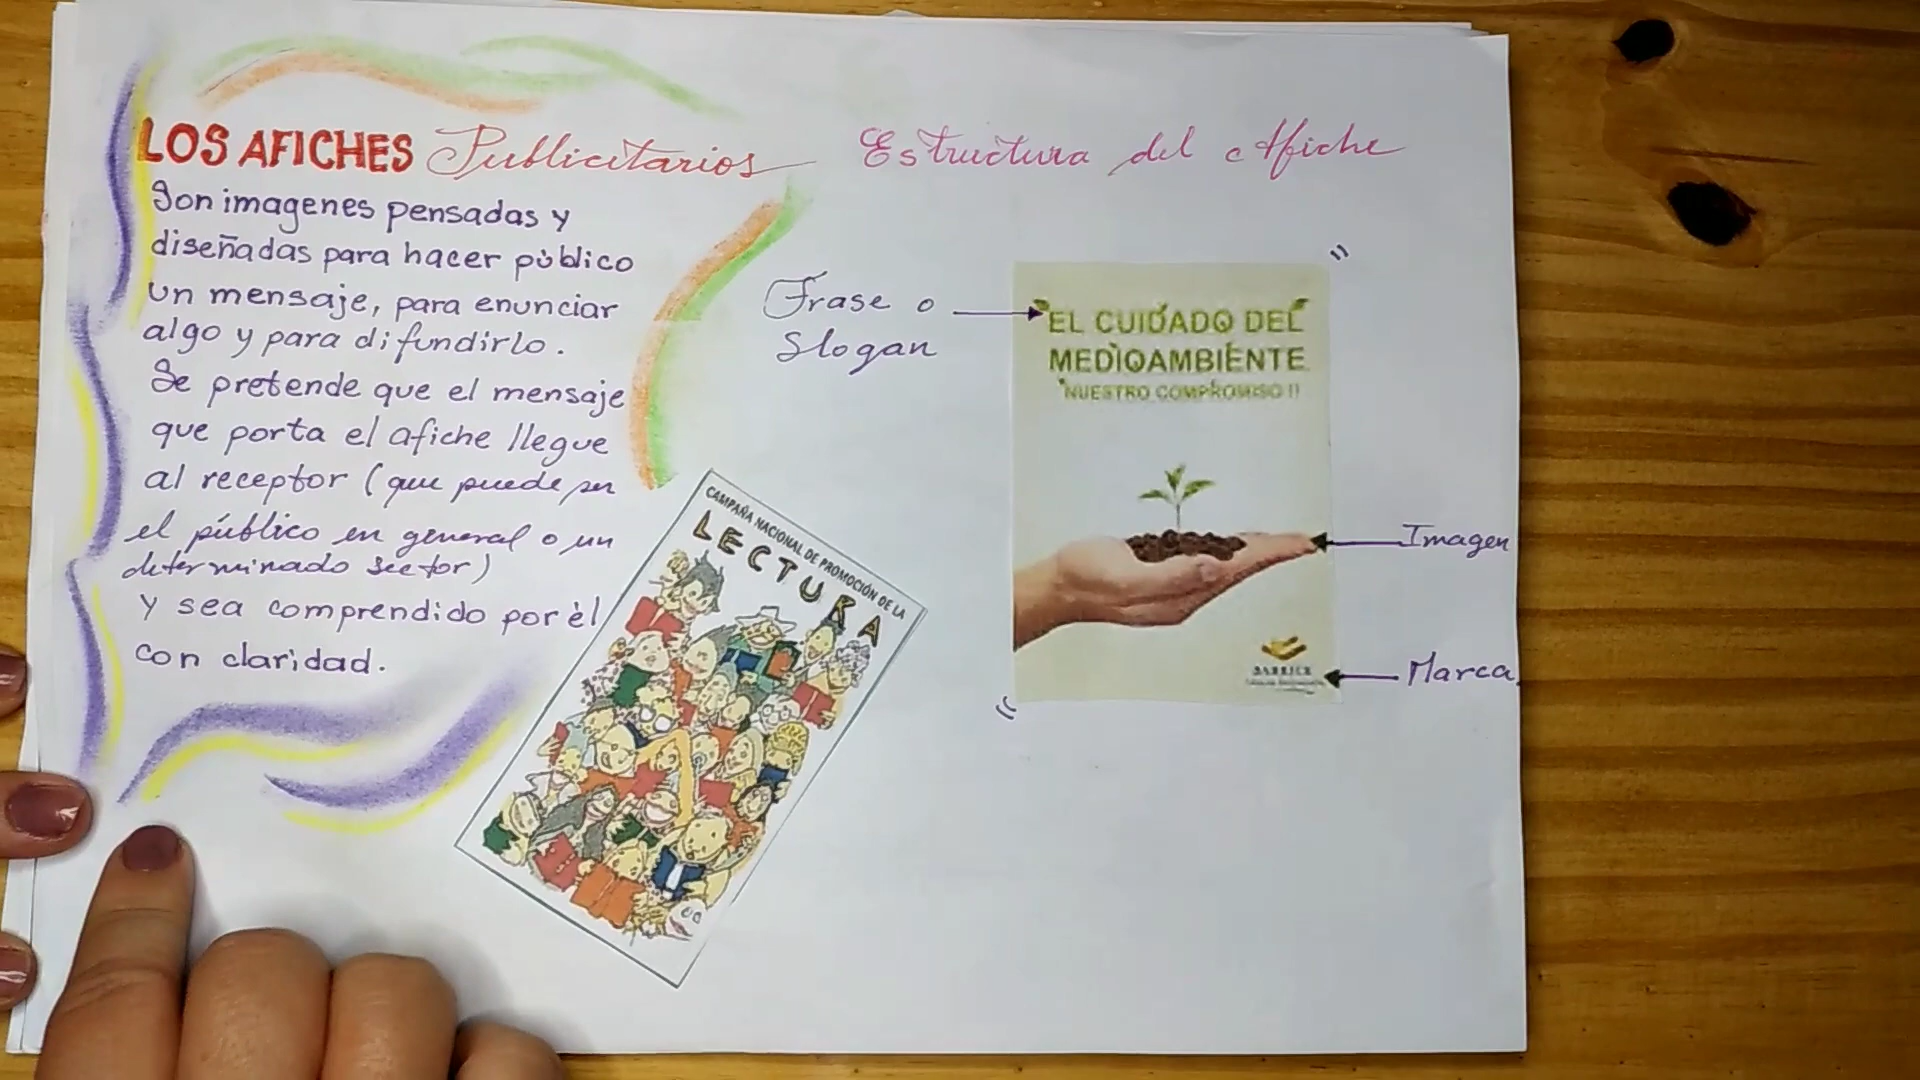 LOS AFICHES Publicitarios
Son imagenes pensadas y
diseñadas para hacer pùblico
un mensaje, para enunciar
algo y para difundirlo.
Se pretende que el mensaje
que porta el afiche llegue
al receptor (que puede ser
el público en general o un
determinado sector)
Y sea comprendido por èl
con claridad.
CAMPAÑA NACIONAL DE PROMOCIÓN DE LA
LECTURA
Estructura del Afiche
Frase o
Slogan
EL CUIDADO DEL
MEDIOAMBIENTE
NUESTRO COMPROMISO !!
Imagen
BARRICK
Marca